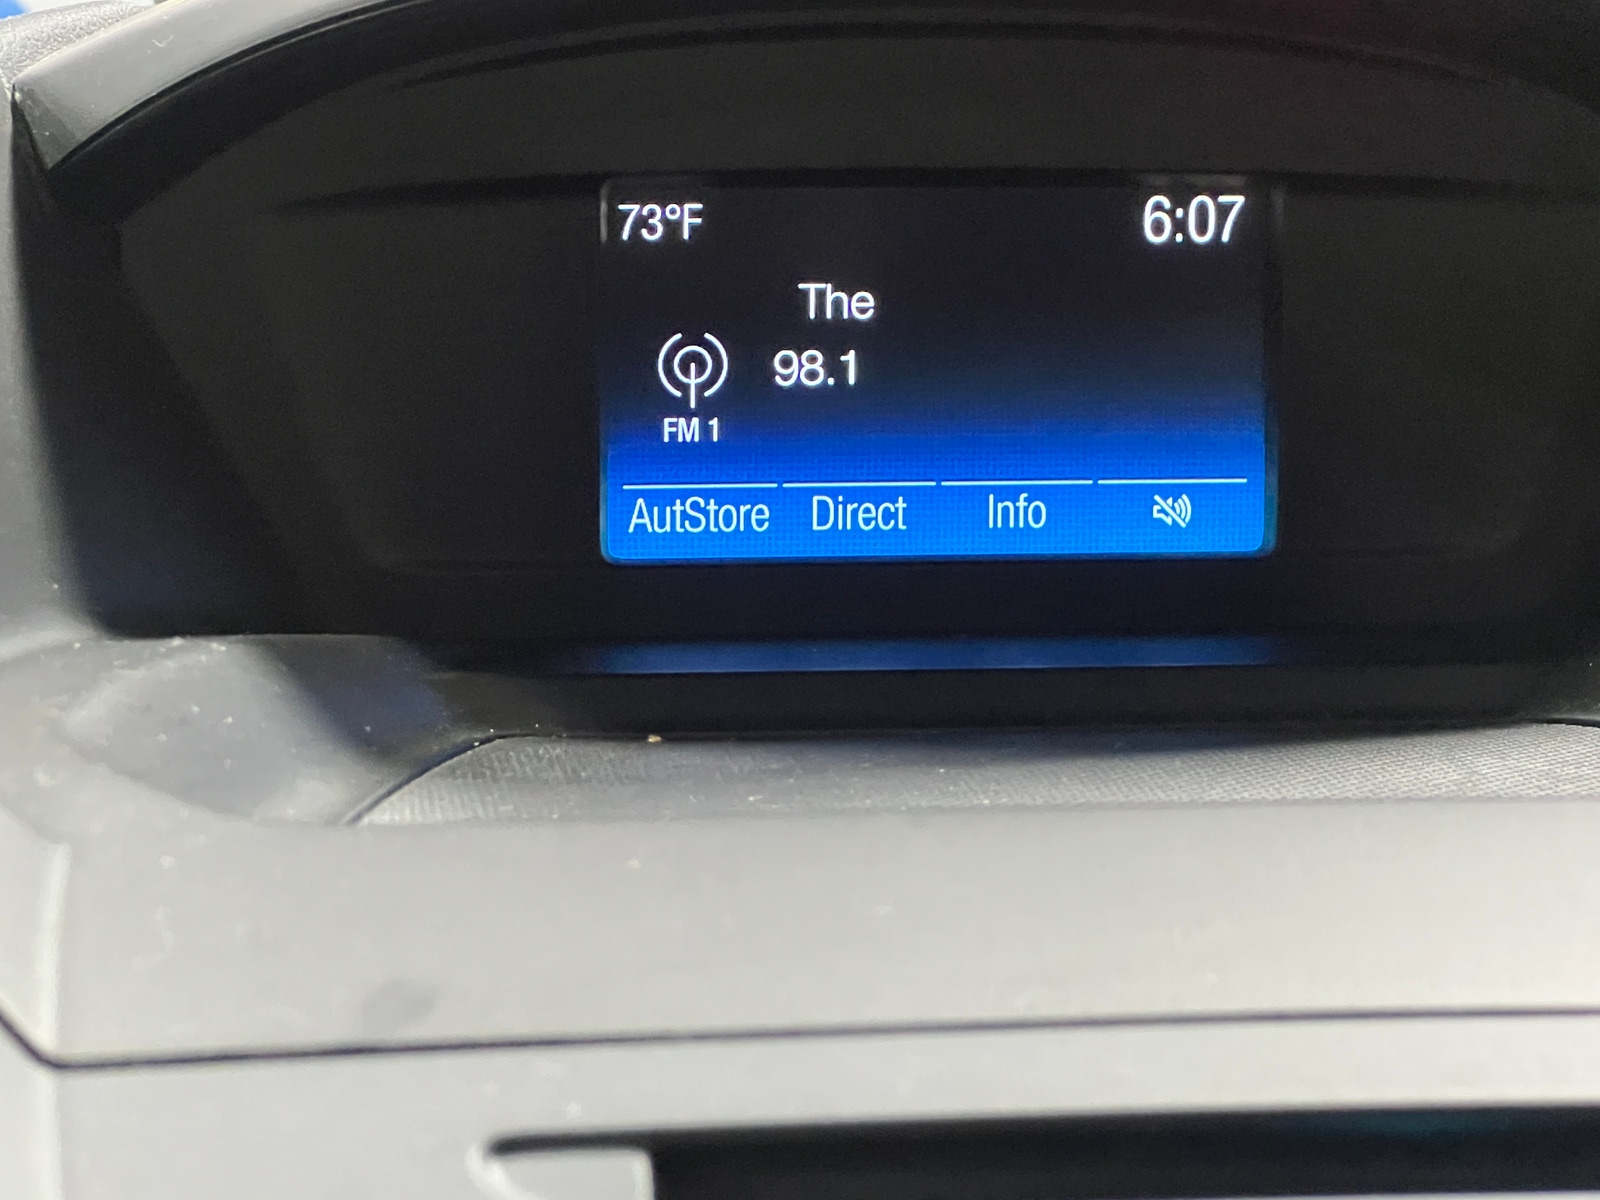 73°F 6:07
The
98.1
FM 1
AutStore Direct Info